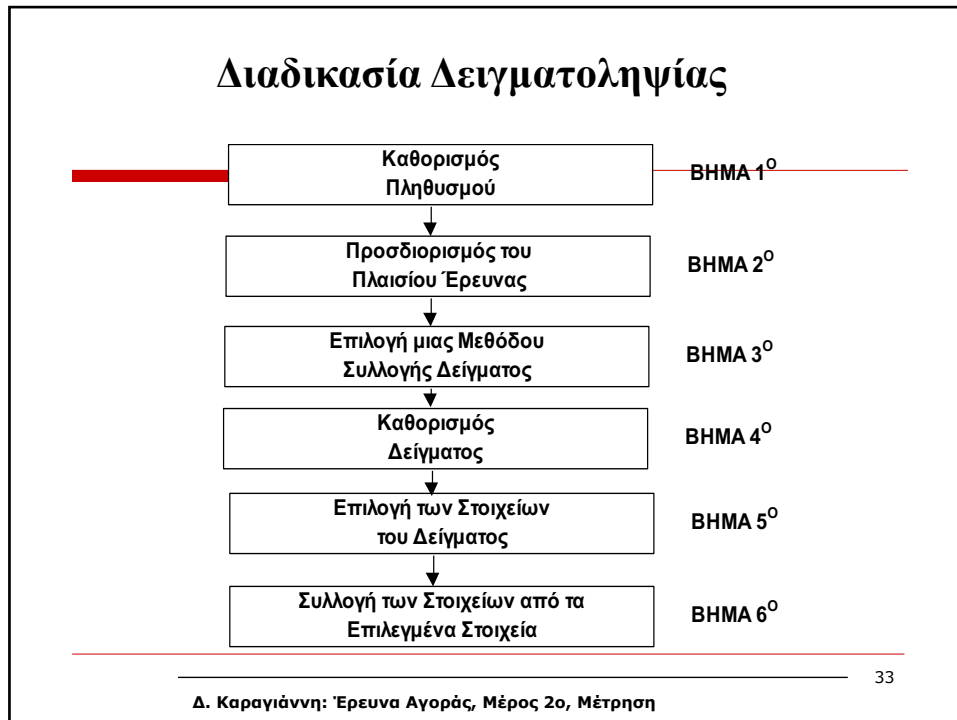 Διαδικασία Δειγματοληψίας
Καθορισμός
Πληθυσμού
ΒΗΜΑ 1Ο
Προσδιορισμός του
Πλαισίου Έρευνας
ΒΗΜΑ 2Ο
Επιλογή μιας Μεθόδου
Συλλογής Δείγματος
ΒΗΜΑ 3Ο
Καθορισμός
Δείγματος
ΒΗΜΑ 4Ο
Επιλογή των Στοιχείων
του Δείγματος
ΒΗΜΑ 5Ο
Συλλογή των Στοιχείων από τα
Επιλεγμένα Στοιχεία
ΒΗΜΑ 6Ο
33
Δ. Καραγιάννη: Έρευνα Αγοράς, Μέρος 2ο, Μέτρηση